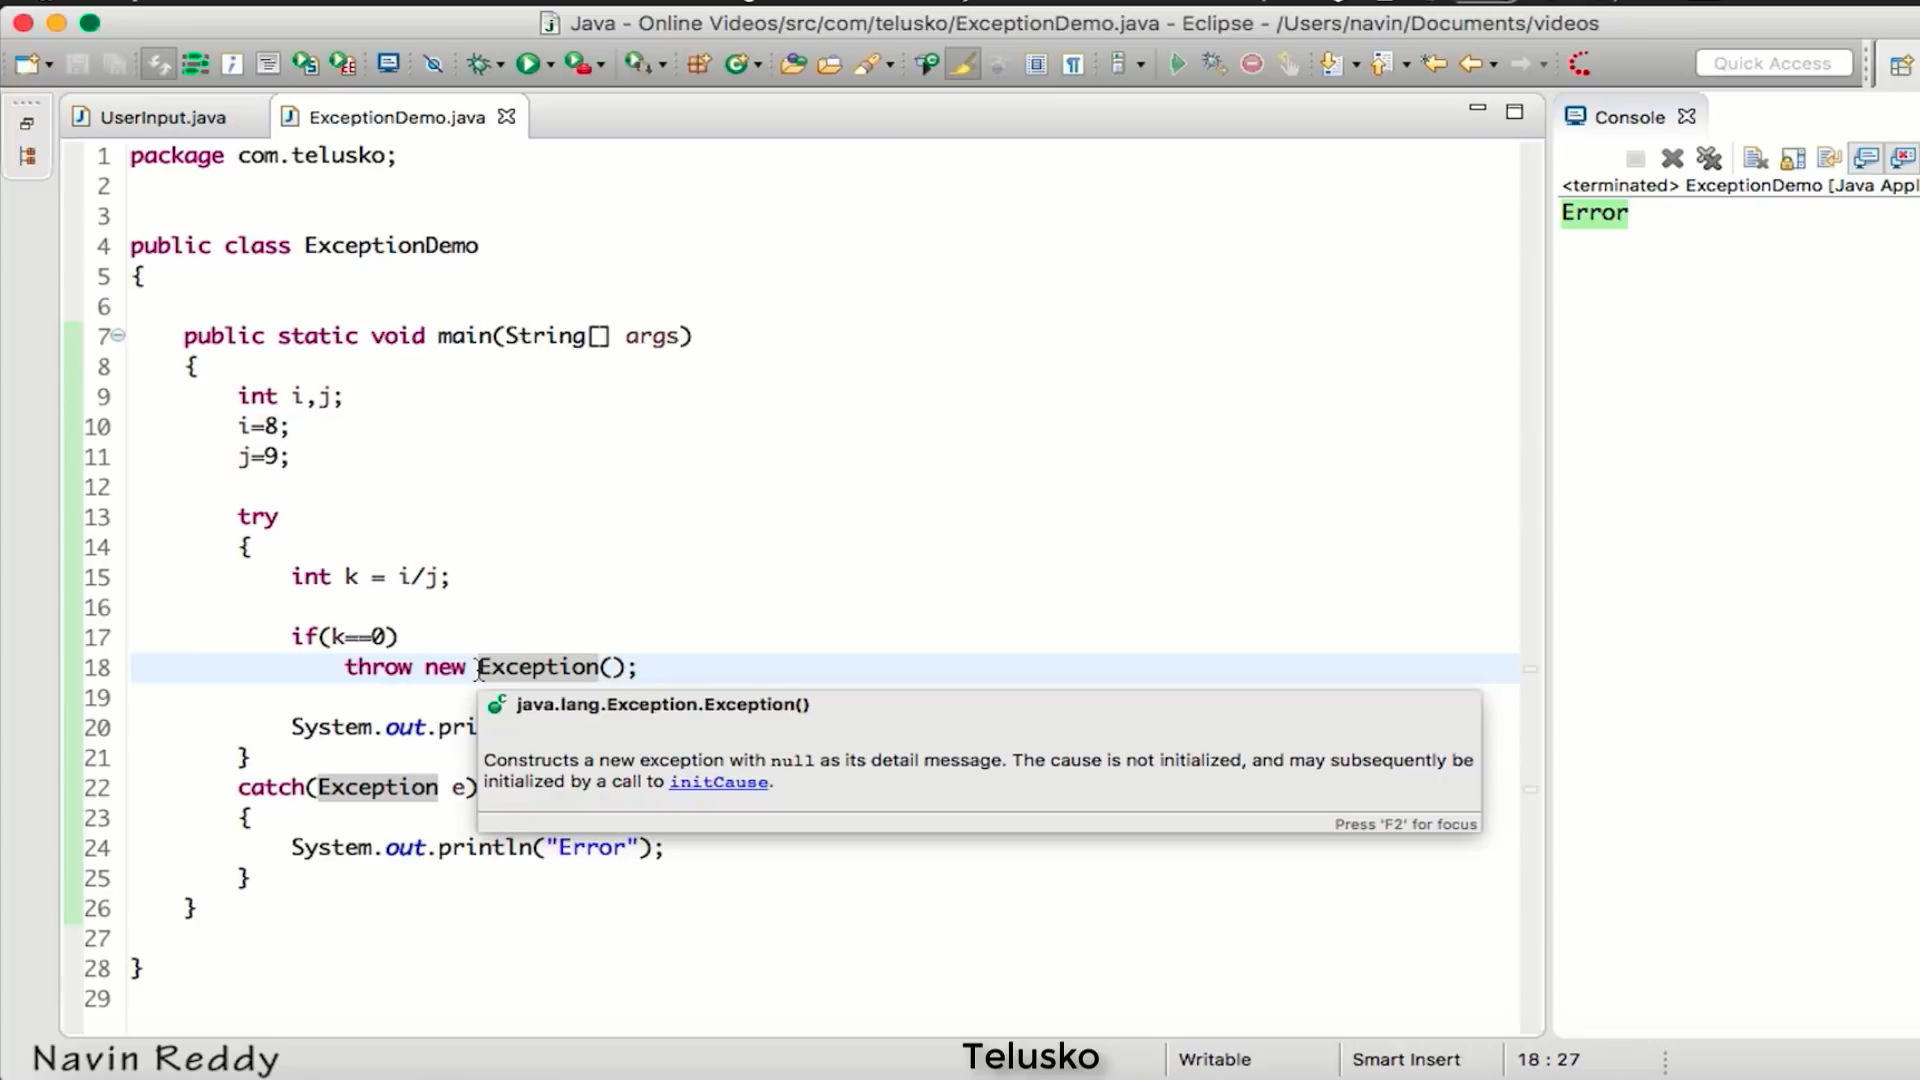 Java - Online Videos/src/com/telusko/ExceptionDemo.java - Eclipse - /Users/navin/Documents/videos
Quick Access
UserInput.java
ExceptionDemo.java
1 package com.telusko;
2
3
4 public class ExceptionDemo
5 {
6
7 public static void main(String[] args)
8 {
9 int i,j;
10 i=8;
11 j=9;
12
13 try
14 {
15 int k = i/j;
16
17 if(k==0)
18 throw new Exception();
19
java.lang.Exception.Exception()
20 System.out.pri
21 }
Constructs a new exception with null as its detail message. The cause is not initialized, and may subsequently be
initialized by a call to initCause.
22 catch(Exception e)
23 {
Press 'F2' for focus
24 System.out.println("Error");
25 }
26 }
27
28 }
29
Console
<terminated> ExceptionDemo [Java Appl
Error
Navin Reddy
Telusko
Writable
Smart Insert
18 : 27